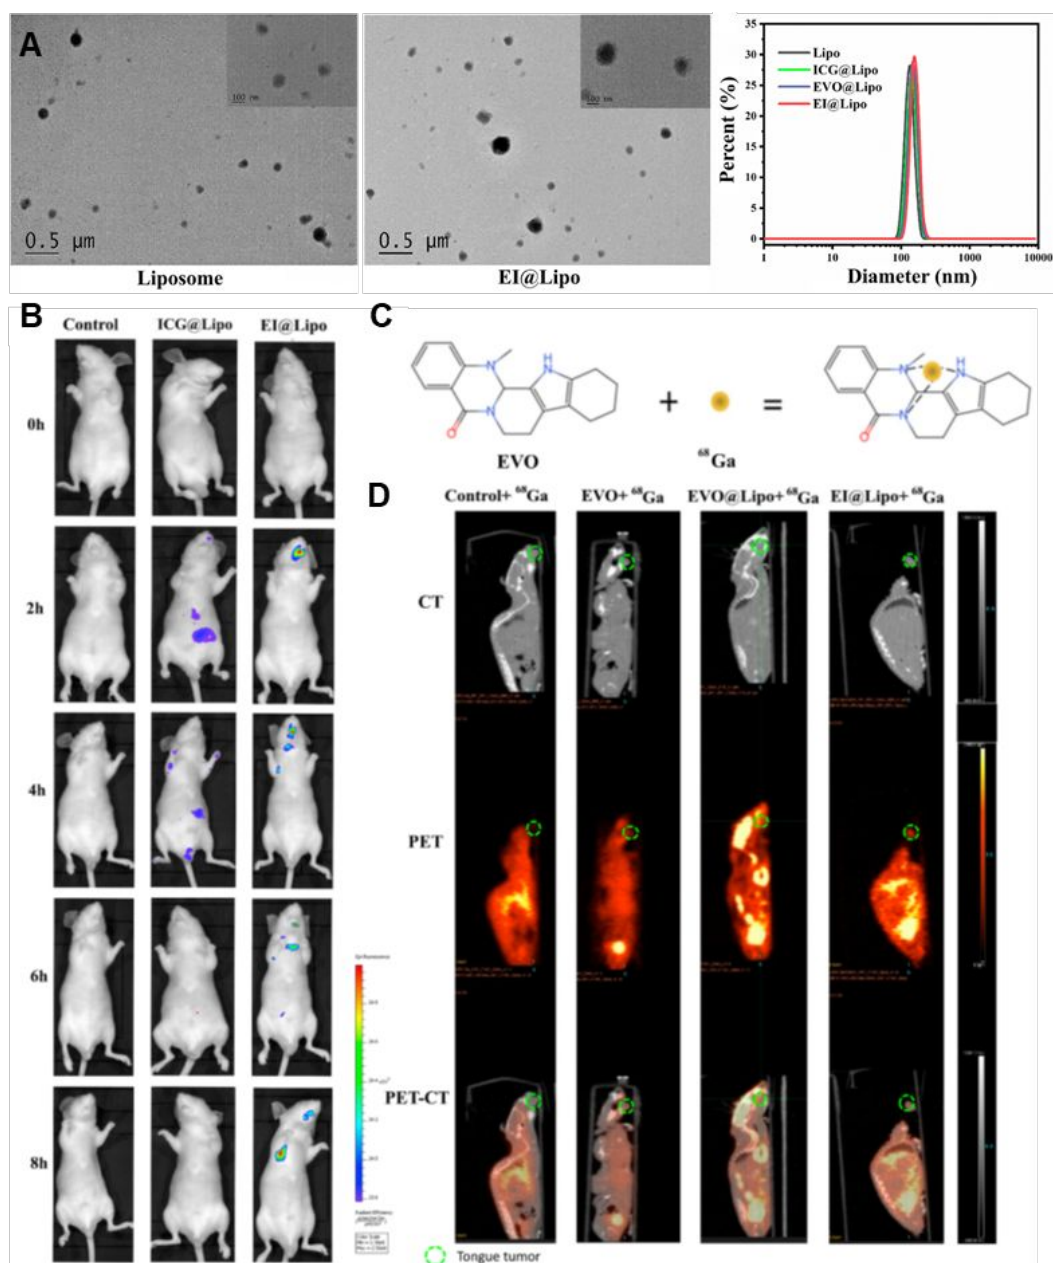 A
100 nm
0.5 µm
Liposome
100 nm
0.5 µm
EI@Lipo
Percent (%)
35
30
25
20
15
10
5
0
Lipo
ICG@Lipo
EVO@Lipo
EI@Lipo
1 10 100 1000 10000
Diameter (nm)
B
Control ICG@Lipo EI@Lipo
0h
2h
4h
6h
8h
C
N
N
O
N
H
EVO
+
68Ga
=
N
N
O
N
H
D
Control+ 68Ga EVO+ 68Ga EVO@Lipo+ 68Ga EI@Lipo+ 68Ga
CT
PET
PET-CT
Tongue tumor